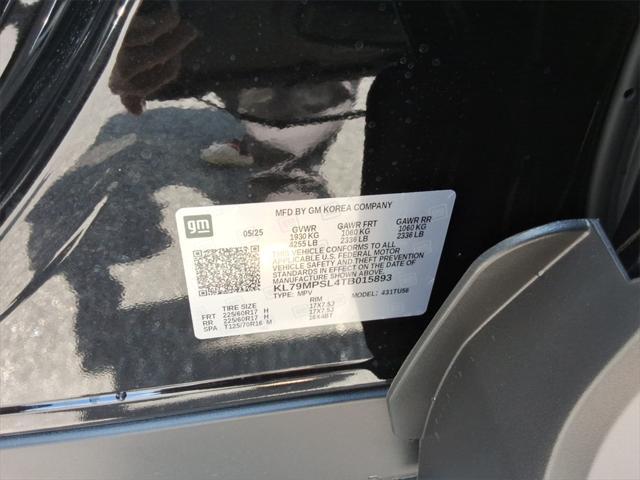 gm
MFD BY GM KOREA COMPANY
05/25 GVWR GAWR FRT GAWR RR
1930 KG 1060 KG 1060 KG
4255 LB 2336 LB 2336 LB
THIS VEHICLE CONFORMS TO ALL
APPLICABLE U.S. FEDERAL MOTOR
VEHICLE SAFETY AND THEFT PREVENTION
STANDARDS IN EFFECT ON THE DATE OF
MANUFACTURE SHOWN ABOVE.
KL79MPSL4TB015893
TYPE: MPV MODEL: 431TU56
TIRE SIZE RIM
FRT 225/60R17 H 17X7.5J
RR 225/60R17 H 17X7.5J
SPA T125/70R16 M 16X4BT